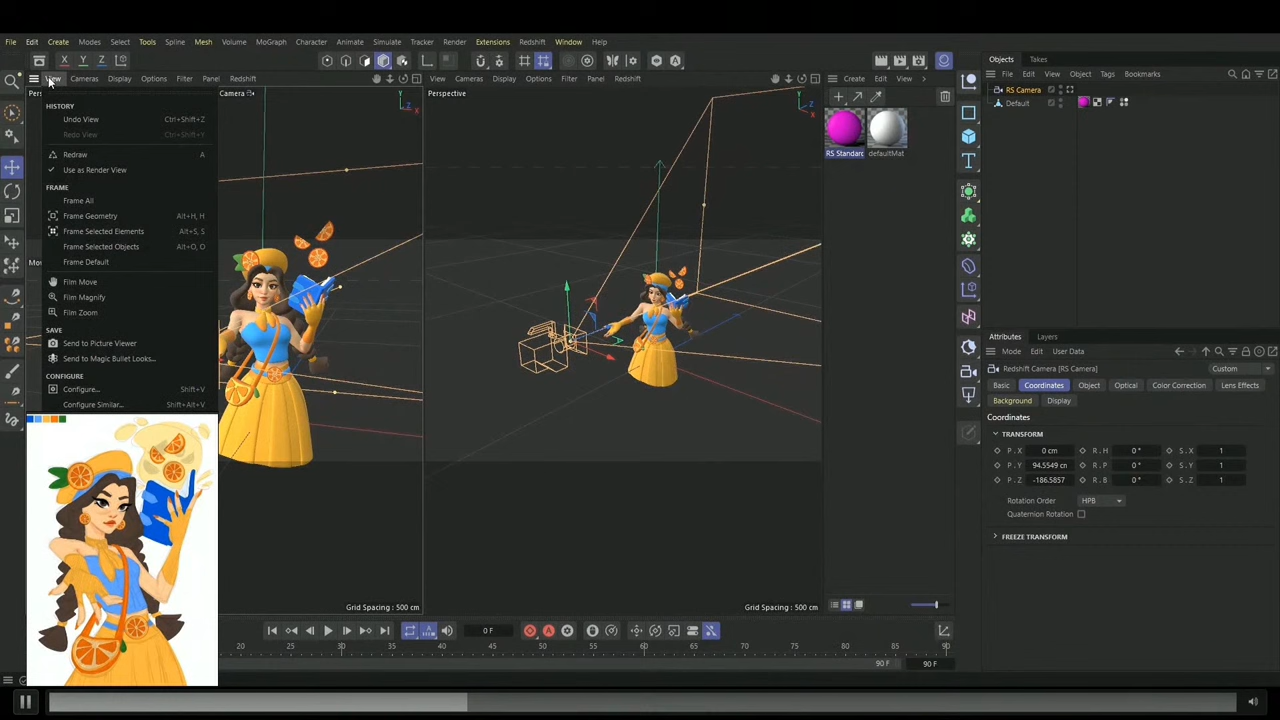 File Edit Create Modes Select Tools Spline Mesh Volume MoGraph Character Animate Simulate Tracker Render Extensions Redshift Window Help
X Y Z
View Cameras Display Options Filter Panel Redshift
Camera
HISTORY
Undo View Ctrl+Shift+Z
Redo View Ctrl+Shift+Y
Redraw A
Use as Render View
FRAME
Frame All
Frame Geometry Alt+H, H
Frame Selected Elements Alt+S, S
Frame Selected Objects Alt+O, O
Frame Default
Film Move
Film Magnify
Film Zoom
SAVE
Send to Picture Viewer
Send to Magic Bullet Looks...
CONFIGURE
Configure... Shift+V
Configure Similar... Shift+Alt+V
Y
Z
X
Grid Spacing : 500 cm
View Cameras Display Options Filter Panel Redshift
Perspective
Y
Z
X
Grid Spacing : 500 cm
Create Edit View
RS Standard
defaultMat
Objects Takes
File Edit View Object Tags Bookmarks
RS Camera
Default
Attributes Layers
Mode Edit User Data
Redshift Camera [RS Camera] Custom
Basic Coordinates Object Optical Color Correction Lens Effects
Background Display
Coordinates
TRANSFORM
P . X 0 cm R . H 0 ° S . X 1
P . Y 94.5549 cn R . P 0 ° S . Y 1
P . Z -186.5857 R . B 0 ° S . Z 1
Rotation Order HPB
Quaternion Rotation
FREEZE TRANSFORM
0 F
20 25 30 35 40 45 50 55 60 65 70 75 80 85 90
90 F 90 F